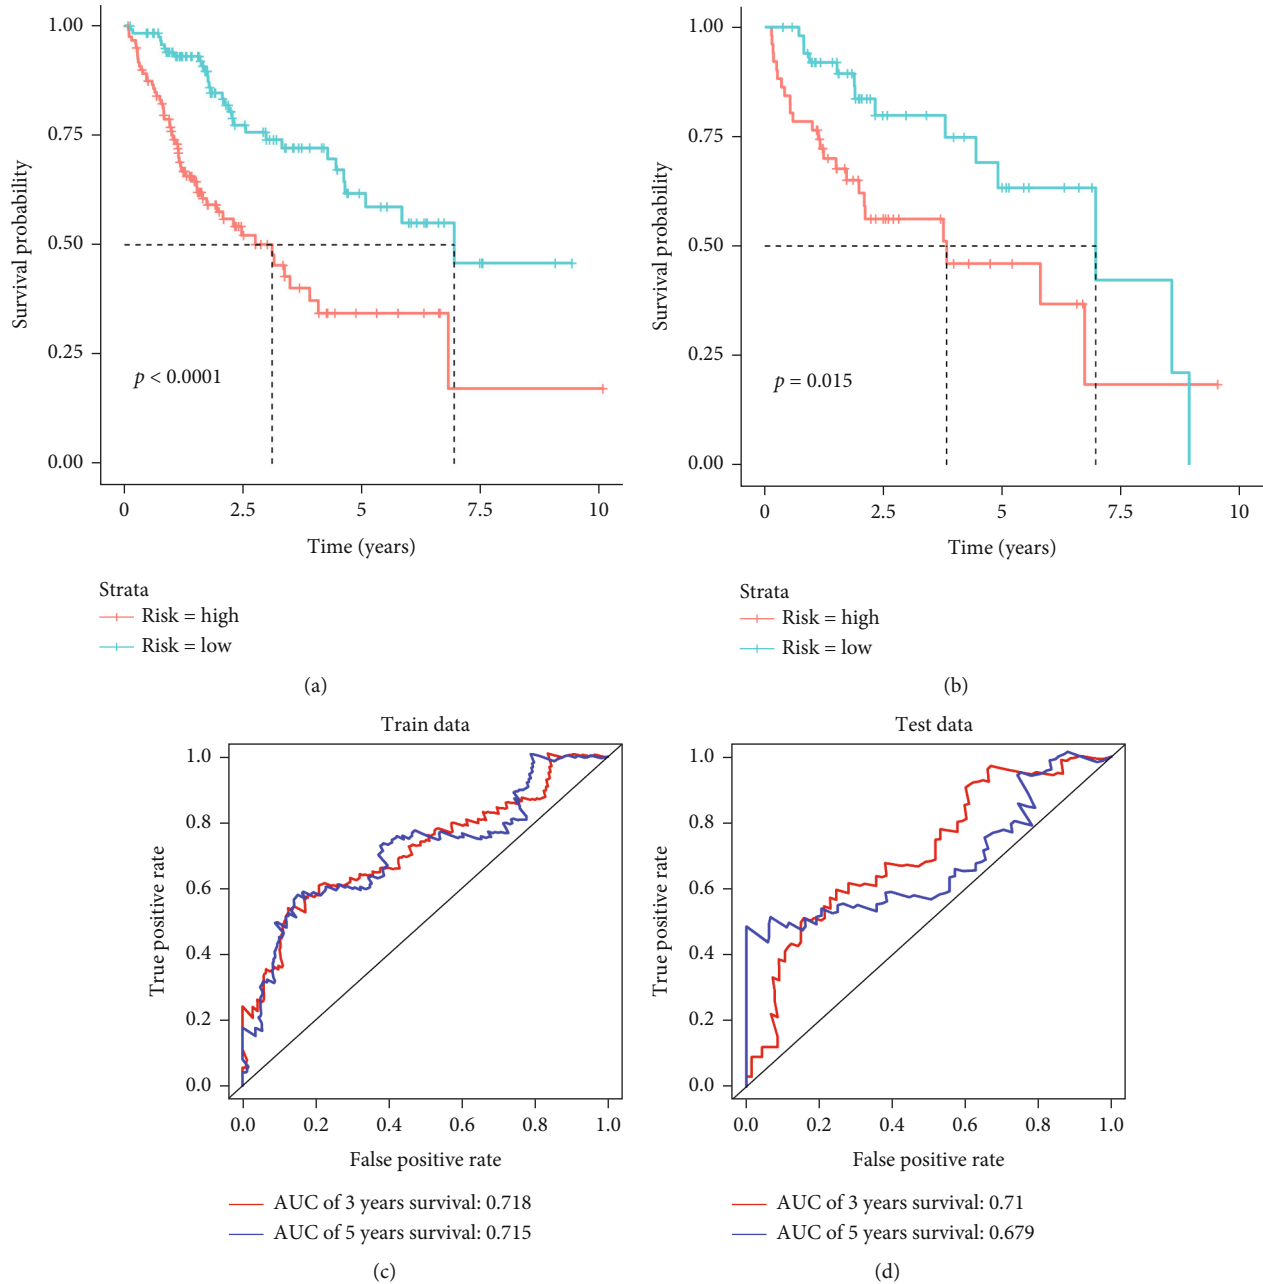 1.00
0.75
0.50
0.25
0.00
Survival probability
p < 0.0001
0
2.5
5
7.5
10
Time (years)
Strata
Risk = high
Risk = low
(a)
1.00
0.75
0.50
0.25
0.00
Survival probability
p = 0.015
0
2.5
5
7.5
10
Time (years)
Strata
Risk = high
Risk = low
(b)
Train data
1.0
0.8
0.6
0.4
0.2
0.0
True positive rate
0.0
0.2
0.4
0.6
0.8
1.0
False positive rate
AUC of 3 years survival: 0.718
AUC of 5 years survival: 0.715
(c)
Test data
1.0
0.8
0.6
0.4
0.2
0.0
True positive rate
0.0
0.2
0.4
0.6
0.8
1.0
False positive rate
AUC of 3 years survival: 0.71
AUC of 5 years survival: 0.679
(d)